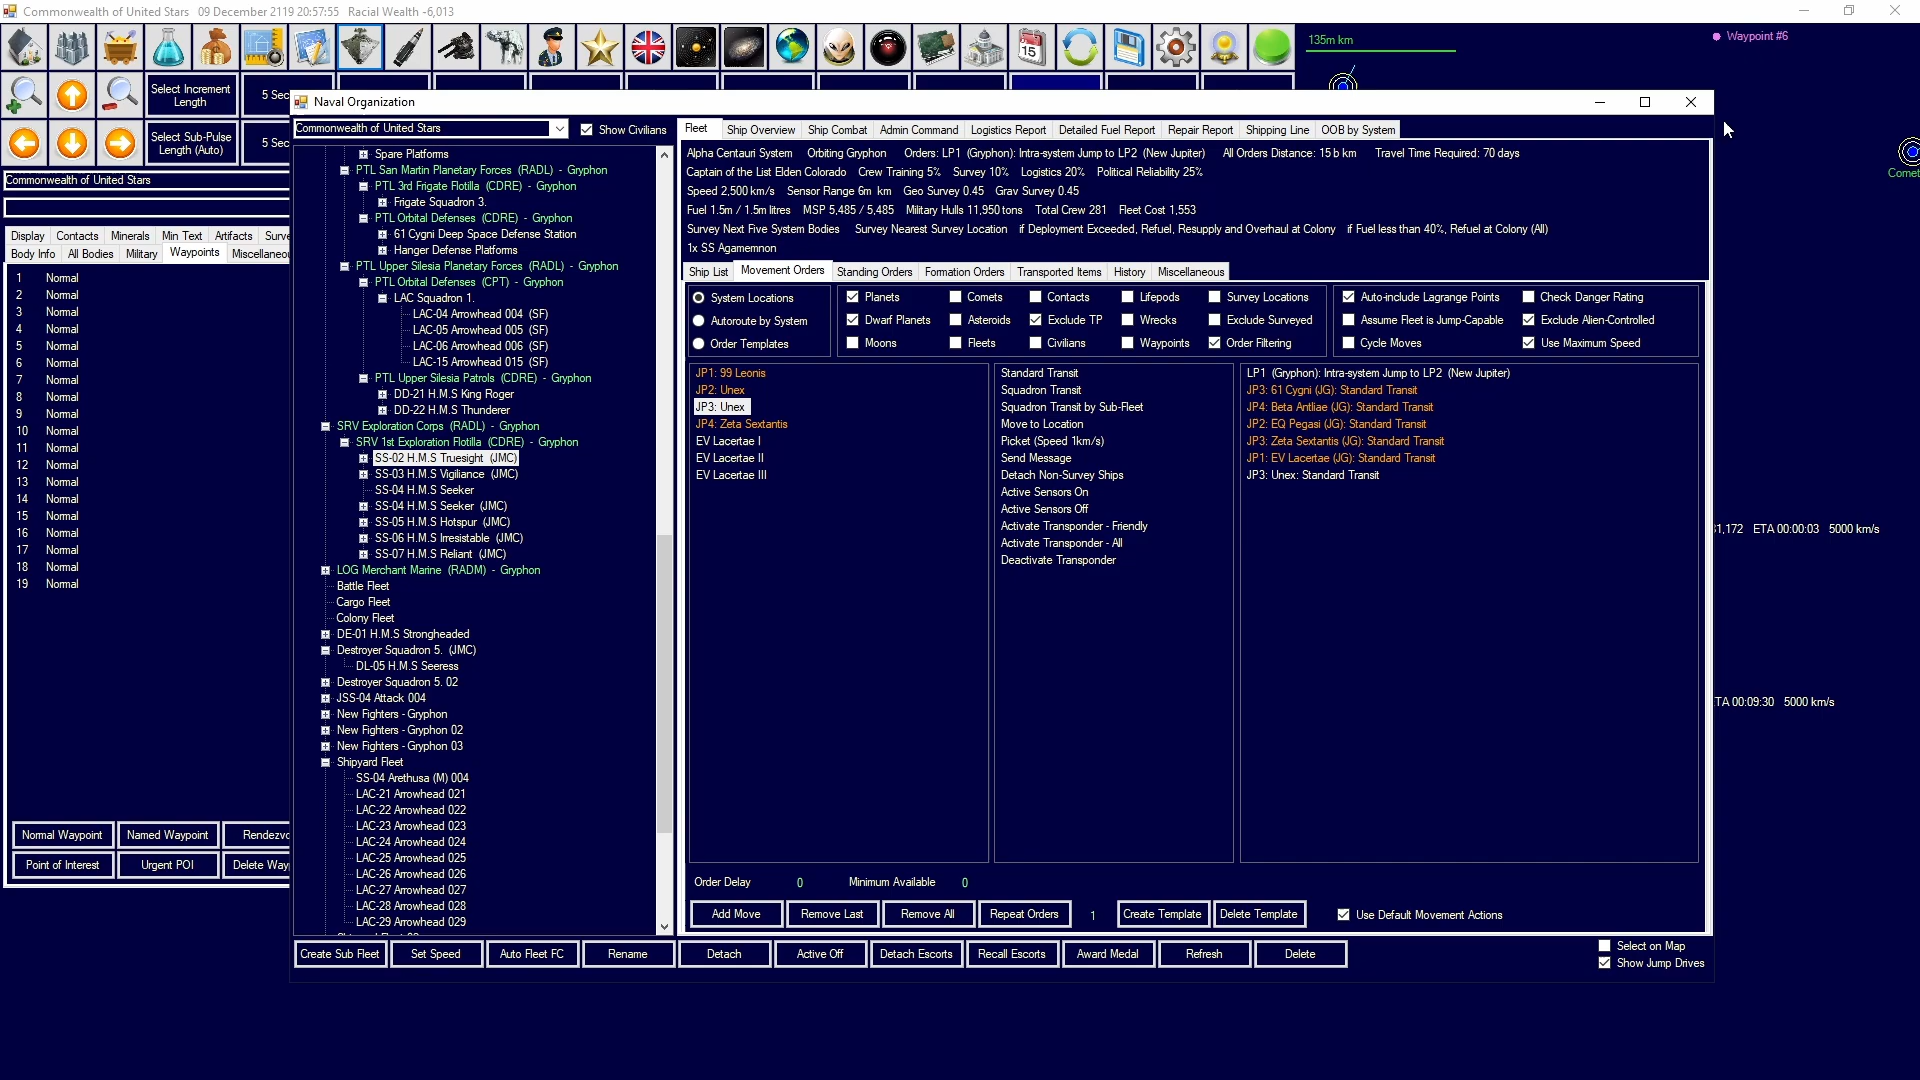 Commonwealth of United Stars   09 December 2119 20:57:55   Racial Wealth -6,013
135m km
Waypoint #6
Select Increment Length
5 Sec
Select Sub-Pulse Length (Auto)
5 Sec
Commonwealth of United Stars
Display   Contacts   Minerals   Min Text   Artifacts   Surve
Body Info   All Bodies   Military   Waypoints   Miscellaneou
1   Normal
2   Normal
3   Normal
4   Normal
5   Normal
6   Normal
7   Normal
8   Normal
9   Normal
10   Normal
11   Normal
12   Normal
13   Normal
14   Normal
15   Normal
16   Normal
17   Normal
18   Normal
19   Normal
Normal Waypoint   Named Waypoint   Rendezvo
Point of Interest   Urgent POI   Delete Way
Naval Organization
Commonwealth of United Stars   Show Civilians
Spare Platforms
PTL San Martin Planetary Forces (RADL) - Gryphon
PTL 3rd Frigate Flotilla (CDRE) - Gryphon
Frigate Squadron 3.
PTL Orbital Defenses (CDRE) - Gryphon
61 Cygni Deep Space Defense Station
Hanger Defense Platforms
PTL Upper Silesia Planetary Forces (RADL) - Gryphon
PTL Orbital Defenses (CPT) - Gryphon
LAC Squadron 1.
LAC-04 Arrowhead 004 (SF)
LAC-05 Arrowhead 005 (SF)
LAC-06 Arrowhead 006 (SF)
LAC-15 Arrowhead 015 (SF)
PTL Upper Silesia Patrols (CDRE) - Gryphon
DD-21 H.M.S King Roger
DD-22 H.M.S Thunderer
SRV Exploration Corps (RADL) - Gryphon
SRV 1st Exploration Flotilla (CDRE) - Gryphon
SS-02 H.M.S Truesight (JMC)
SS-03 H.M.S Vigiliance (JMC)
SS-04 H.M.S Seeker
SS-04 H.M.S Seeker (JMC)
SS-05 H.M.S Hotspur (JMC)
SS-06 H.M.S Irresistable (JMC)
SS-07 H.M.S Reliant (JMC)
LOG Merchant Marine (RADM) - Gryphon
Battle Fleet
Cargo Fleet
Colony Fleet
DE-01 H.M.S Strongheaded
Destroyer Squadron 5. (JMC)
DL-05 H.M.S Seeress
Destroyer Squadron 5. 02
JSS-04 Attack 004
New Fighters - Gryphon
New Fighters - Gryphon 02
New Fighters - Gryphon 03
Shipyard Fleet
SS-04 Arethusa (M) 004
LAC-21 Arrowhead 021
LAC-22 Arrowhead 022
LAC-23 Arrowhead 023
LAC-24 Arrowhead 024
LAC-25 Arrowhead 025
LAC-26 Arrowhead 026
LAC-27 Arrowhead 027
LAC-28 Arrowhead 028
LAC-29 Arrowhead 029
Fleet   Ship Overview   Ship Combat   Admin Command   Logistics Report   Detailed Fuel Report   Repair Report   Shipping Line   OOB by System
Alpha Centauri System   Orbiting Gryphon   Orders: LP1 (Gryphon): Intra-system Jump to LP2 (New Jupiter)   All Orders Distance: 15 b km   Travel Time Required: 70 days
Captain of the List Elden Colorado   Crew Training 5%   Survey 10%   Logistics 20%   Political Reliability 25%
Speed 2,500 km/s   Sensor Range 6m km   Geo Survey 0.45   Grav Survey 0.45
Fuel 1.5m / 1.5m litres   MSP 5,485 / 5,485   Military Hulls 11,950 tons   Total Crew 281   Fleet Cost 1,553
Survey Next Five System Bodies   Survey Nearest Survey Location   if Deployment Exceeded, Refuel, Resupply and Overhaul at Colony   if Fuel less than 40%, Refuel at Colony (All)
1x SS Agamemnon
Ship List   Movement Orders   Standing Orders   Formation Orders   Transported Items   History   Miscellaneous
System Locations   Planets   Comets   Contacts   Lifepods   Survey Locations   Auto-include Lagrange Points   Check Danger Rating
Autoroute by System   Dwarf Planets   Asteroids   Exclude TP   Wrecks   Exclude Surveyed   Assume Fleet is Jump-Capable   Exclude Alien-Controlled
Order Templates   Moons   Fleets   Civilians   Waypoints   Order Filtering   Cycle Moves   Use Maximum Speed
JP1: 99 Leonis
JP2: Unex
JP3: Unex
JP4: Zeta Sextantis
EV Lacertae I
EV Lacertae II
EV Lacertae III
Standard Transit
Squadron Transit
Squadron Transit by Sub-Fleet
Move to Location
Picket (Speed 1km/s)
Send Message
Detach Non-Survey Ships
Active Sensors On
Active Sensors Off
Activate Transponder - Friendly
Activate Transponder - All
Deactivate Transponder
LP1 (Gryphon): Intra-system Jump to LP2 (New Jupiter)
JP3: 61 Cygni (JG): Standard Transit
JP4: Beta Antliae (JG): Standard Transit
JP2: EQ Pegasi (JG): Standard Transit
JP3: Zeta Sextantis (JG): Standard Transit
JP1: EV Lacertae (JG): Standard Transit
JP3: Unex: Standard Transit
Order Delay   0   Minimum Available   0
Add Move   Remove Last   Remove All   Repeat Orders   1   Create Template   Delete Template   Use Default Movement Actions
Create Sub Fleet   Set Speed   Auto Fleet FC   Rename   Detach   Active Off   Detach Escorts   Recall Escorts   Award Medal   Refresh   Delete
Select on Map
Show Jump Drives
Comet
1,172   ETA 00:00:03   5000 km/s
TA 00:09:30   5000 km/s